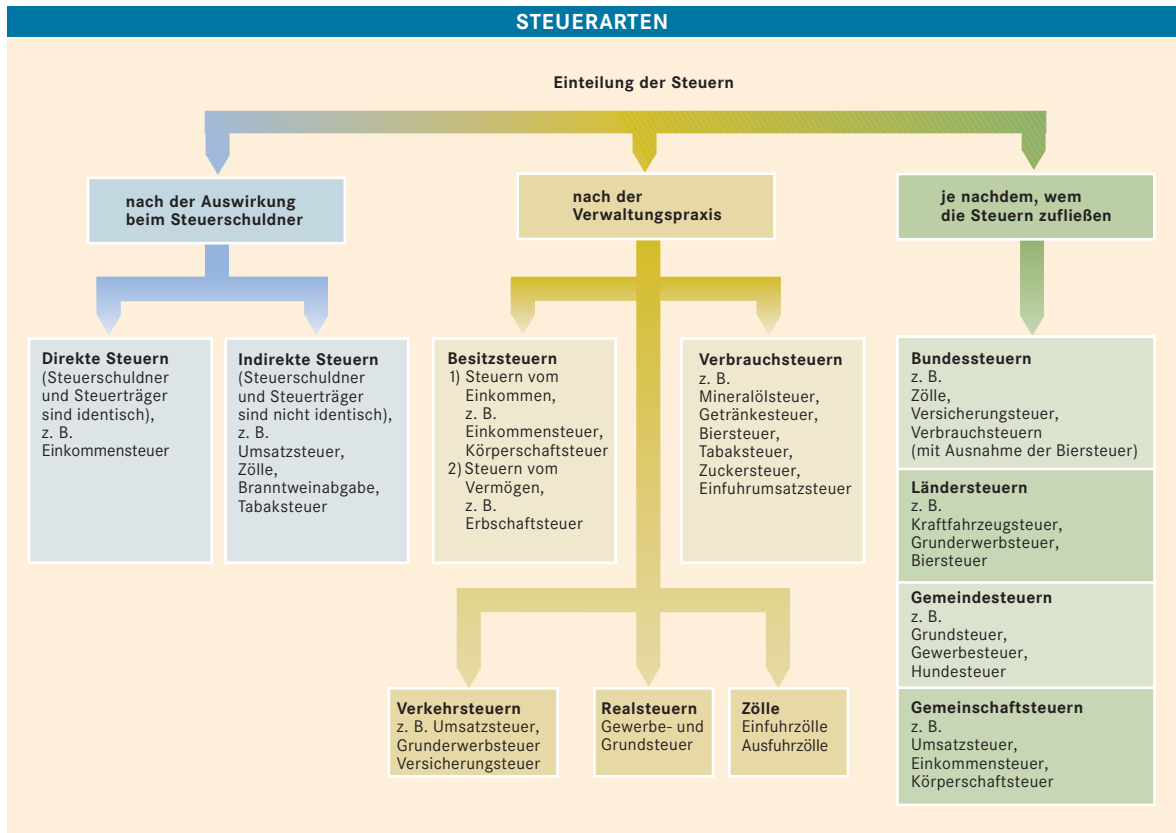 STEUERARTEN
Einteilung der Steuern
nach der Auswirkung
beim Steuerschuldner
nach der
Verwaltungspraxis
je nachdem, wem
die Steuern zufließen
Direkte Steuern
(Steuerschuldner
und Steuerträger
sind identisch),
z. B.
Einkommensteuer
Indirekte Steuern
(Steuerschuldner
und Steuerträger
sind nicht identisch),
z. B.
Umsatzsteuer,
Zölle,
Branntweinabgabe,
Tabaksteuer
Besitzsteuern
1) Steuern vom
Einkommen,
z. B.
Einkommensteuer,
Körperschaftsteuer
2) Steuern vom
Vermögen,
z. B.
Erbschaftsteuer
Verbrauchsteuern
z. B.
Mineralölsteuer,
Getränkesteuer,
Biersteuer,
Tabaksteuer,
Zuckersteuer,
Einfuhrumsatzsteuer
Bundessteuern
z. B.
Zölle,
Versicherungsteuer,
Verbrauchsteuern
(mit Ausnahme der Biersteuer)
Ländersteuern
z. B.
Kraftfahrzeugsteuer,
Grunderwerbsteuer,
Biersteuer
Gemeindesteuern
z. B.
Grundsteuer,
Gewerbesteuer,
Hundesteuer
Gemeinschaftsteuern
z. B.
Umsatzsteuer,
Einkommensteuer,
Körperschaftsteuer
Verkehrsteuern
z. B. Umsatzsteuer,
Grunderwerbsteuer
Versicherungsteuer
Realsteuern
Gewerbe- und
Grundsteuer
Zölle
Einfuhrzölle
Ausfuhrzölle